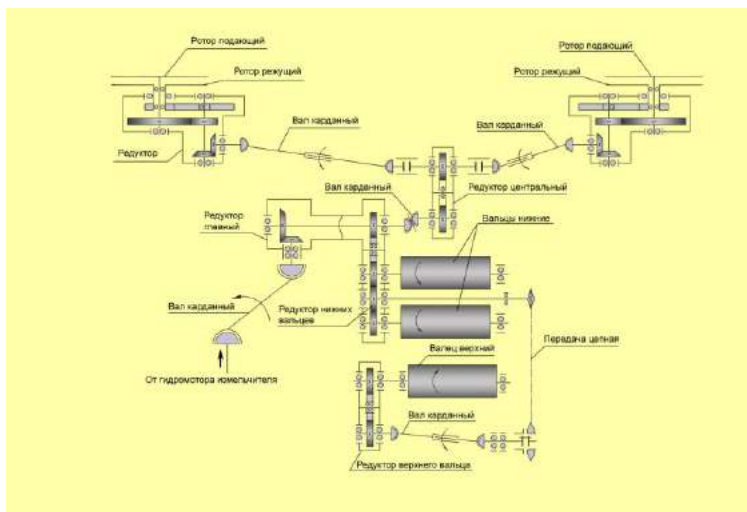 Ротор подающий
Ротор подающий
Ротор режущий
Ротор режущий
Вал карданный
Вал карданный
Редуктор
Вал карданный
Редуктор центральный
Редуктор
главный
Вальцы нижние
Вал карданный
Редуктор нижних
вальцев
Передача цепная
Валец верхний
От гидромотора измельчителя
Вал карданный
Редуктор верхнего вальца